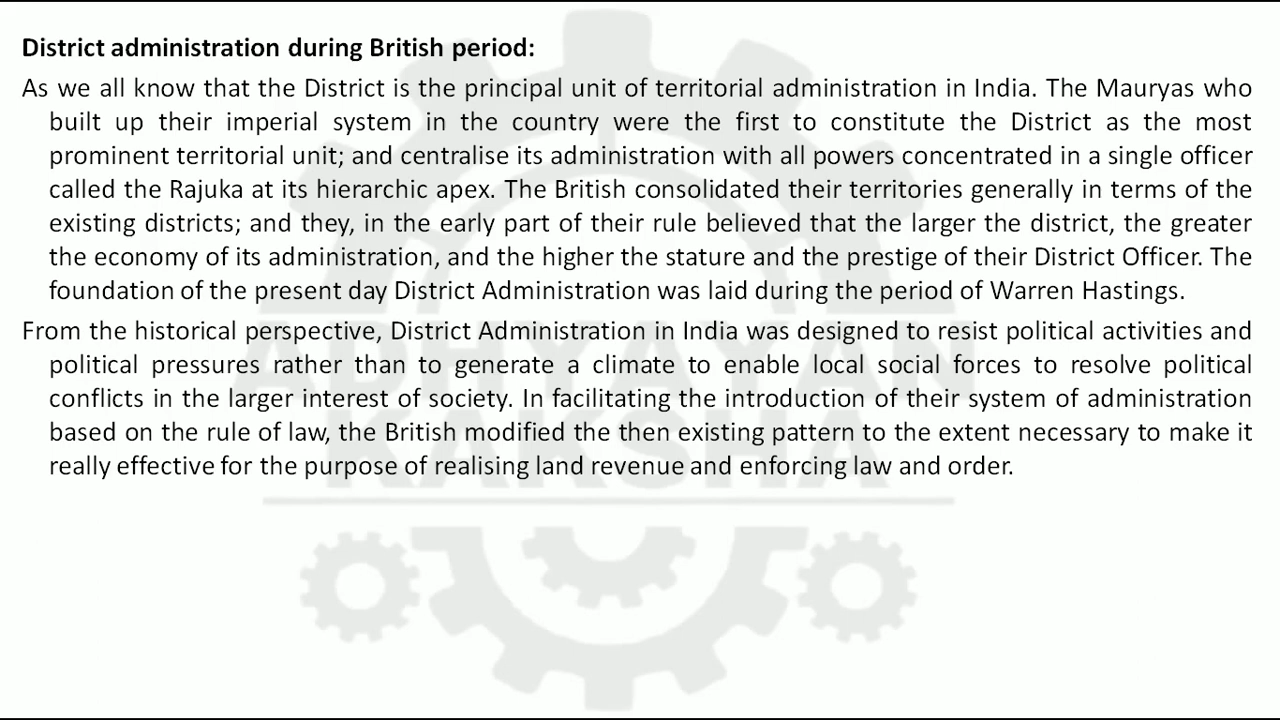 District administration during British period:
As we all know that the District is the principal unit of territorial administration in India. The Mauryas who
built up their imperial system in the country were the first to constitute the District as the most
prominent territorial unit; and centralise its administration with all powers concentrated in a single officer
called the Rajuka at its hierarchic apex. The British consolidated their territories generally in terms of the
existing districts; and they, in the early part of their rule believed that the larger the district, the greater
the economy of its administration, and the higher the stature and the prestige of their District Officer. The
foundation of the present day District Administration was laid during the period of Warren Hastings.
From the historical perspective, District Administration in India was designed to resist political activities and
political pressures rather than to generate a climate to enable local social forces to resolve political
conflicts in the larger interest of society. In facilitating the introduction of their system of administration
based on the rule of law, the British modified the then existing pattern to the extent necessary to make it
really effective for the purpose of realising land revenue and enforcing law and order.
ADHYAYAN
KAKSHA